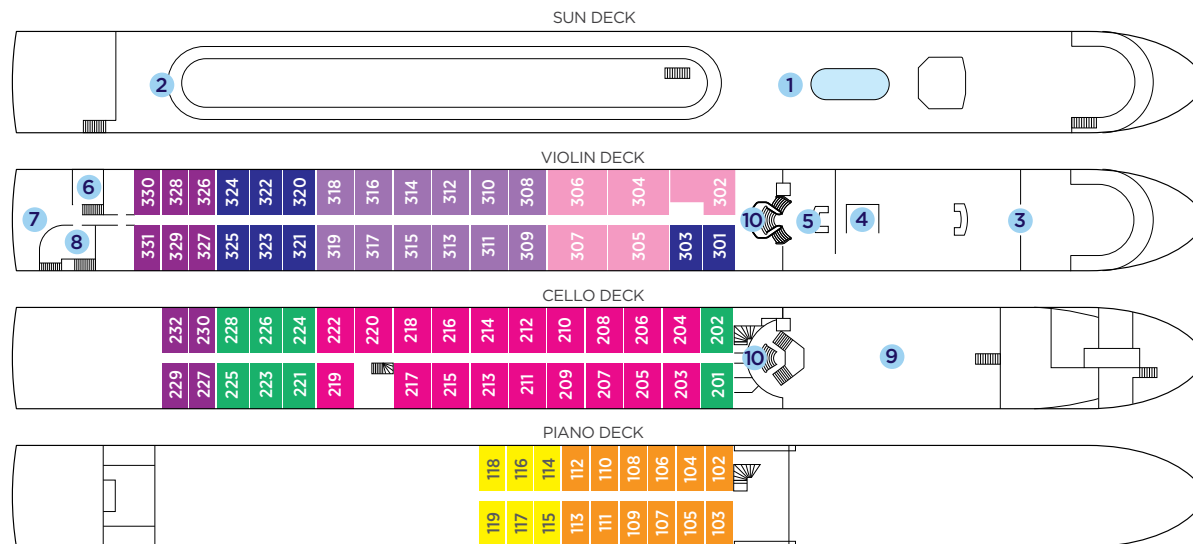 SUN DECK
2
1
VIOLIN DECK
330 328 326 324 322 320 318 316 314 312 310 308 306 304 302
6
7
8
10
5
4
3
331 329 327 325 323 321 319 317 315 313 311 309 307 305 303 301
CELLO DECK
232 230 228 226 224 222 220 218 216 214 212 210 208 206 204 202
10
9
229 227 225 223 221 219 217 215 213 211 209 207 205 203 201
PIANO DECK
118 116 114 112 110 108 106 104 102
119 117 115 113 111 109 107 105 103